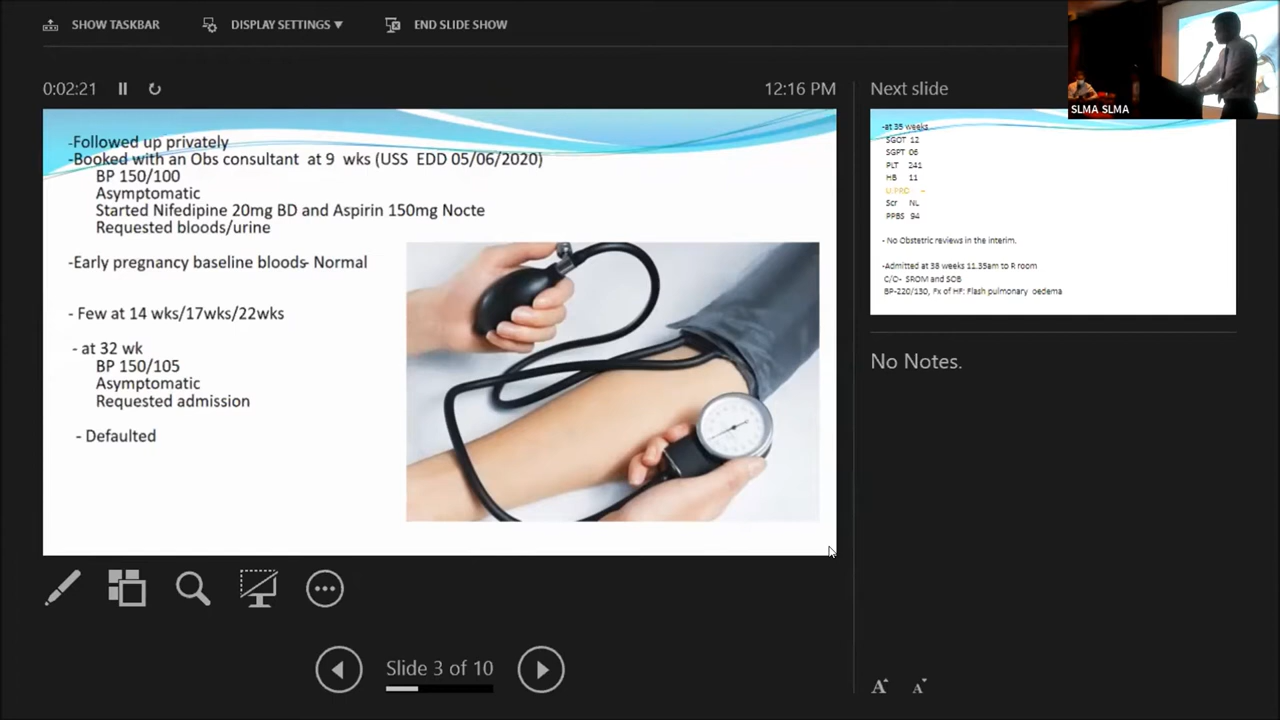 SHOW TASKBAR
DISPLAY SETTINGS ▼
END SLIDE SHOW
0:02:21
12:16 PM
Next slide
SLMA SLMA
-Followed up privately
-Booked with an Obs consultant at 9 wks (USS EDD 05/06/2020)
BP 150/100
Asymptomatic
Started Nifedipine 20mg BD and Aspirin 150mg Nocte
Requested bloods/urine
-Early pregnancy baseline bloods- Normal
- Few at 14 wks/17wks/22wks
- at 32 wk
BP 150/105
Asymptomatic
Requested admission
- Defaulted
-at 35 weeks
SGOT 12
SGPT 06
PLT 241
HB 11
U.PRO -
Scr NL
PPBS 94
- No Obstetric reviews in the interim.
-Admitted at 38 weeks 11.35am to R room
C/O- SROM and SOB
BP-220/130, Fx of HF: Flash pulmonary oedema
No Notes.
Slide 3 of 10
A A